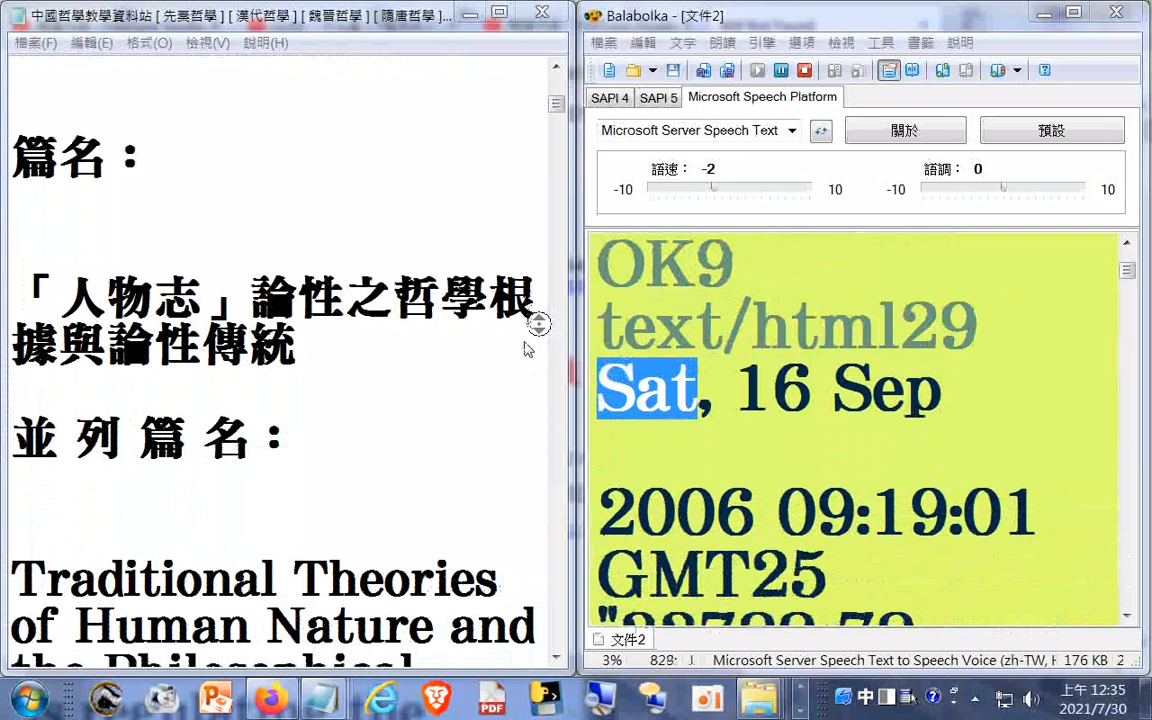 中國哲學教學資料站 [ 先秦哲學 ] [ 漢代哲學 ] [ 魏晉哲學 ] [ 隋唐哲學 ]...
檔案(F) 編輯(E) 格式(O) 檢視(V) 說明(H)
篇名：
「人物志」論性之哲學根
據與論性傳統
並 列 篇 名：
Traditional Theories
of Human Nature and
the Philosophical
Balabolka - [文件2]
檔案 編輯 文字 朗讀 引擎 選項 檢視 工具 書籤 說明
SAPI 4 SAPI 5 Microsoft Speech Platform
Microsoft Server Speech Text 關於 預設
語速： -2 語調： 0
-10 10 -10 10
OK9
text/html29
Sat, 16 Sep
2006 09:19:01
GMT25
文件2
3% 829: Microsoft Server Speech Text to Speech Voice (zh-TW, H 176 KB 2
中 上午 12:35
2021/7/30